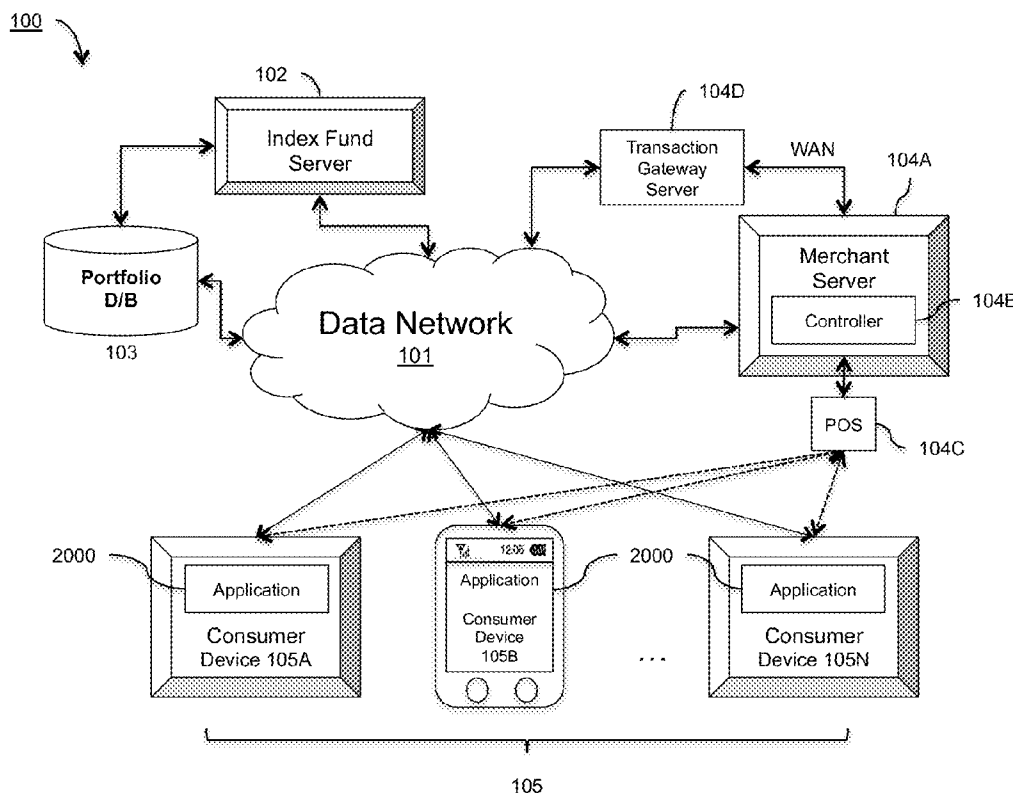 100
102
Index Fund
Server
104D
Transaction
Gateway
Server
WAN
104A
Portfolio
D/B
103
Data Network
101
Merchant
Server
Controller
104B
POS
104C
2000
Application
Consumer
Device 105A
12:05
Application
Consumer
Device
105B
2000
...
Application
Consumer
Device 105N
105